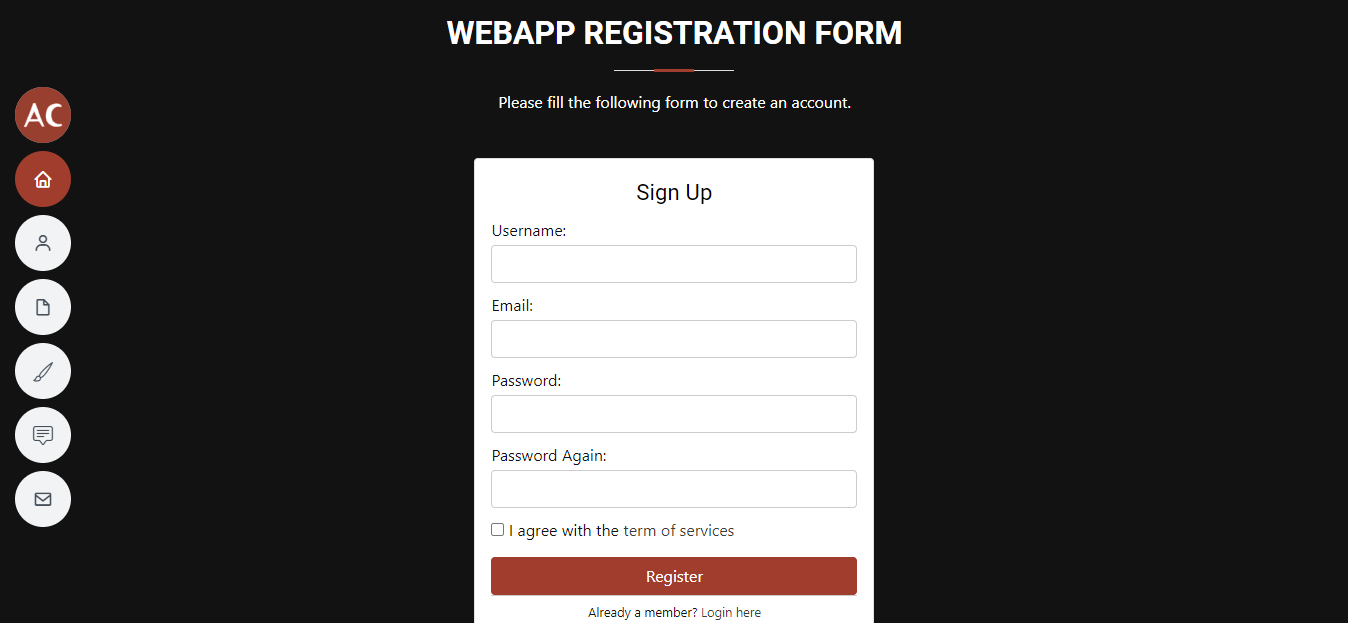 WEBAPP REGISTRATION FORM
Please fill the following form to create an account.
AC
Sign Up
Username:
Email:
Password:
Password Again:
I agree with the term of services
Register
Already a member? Login here